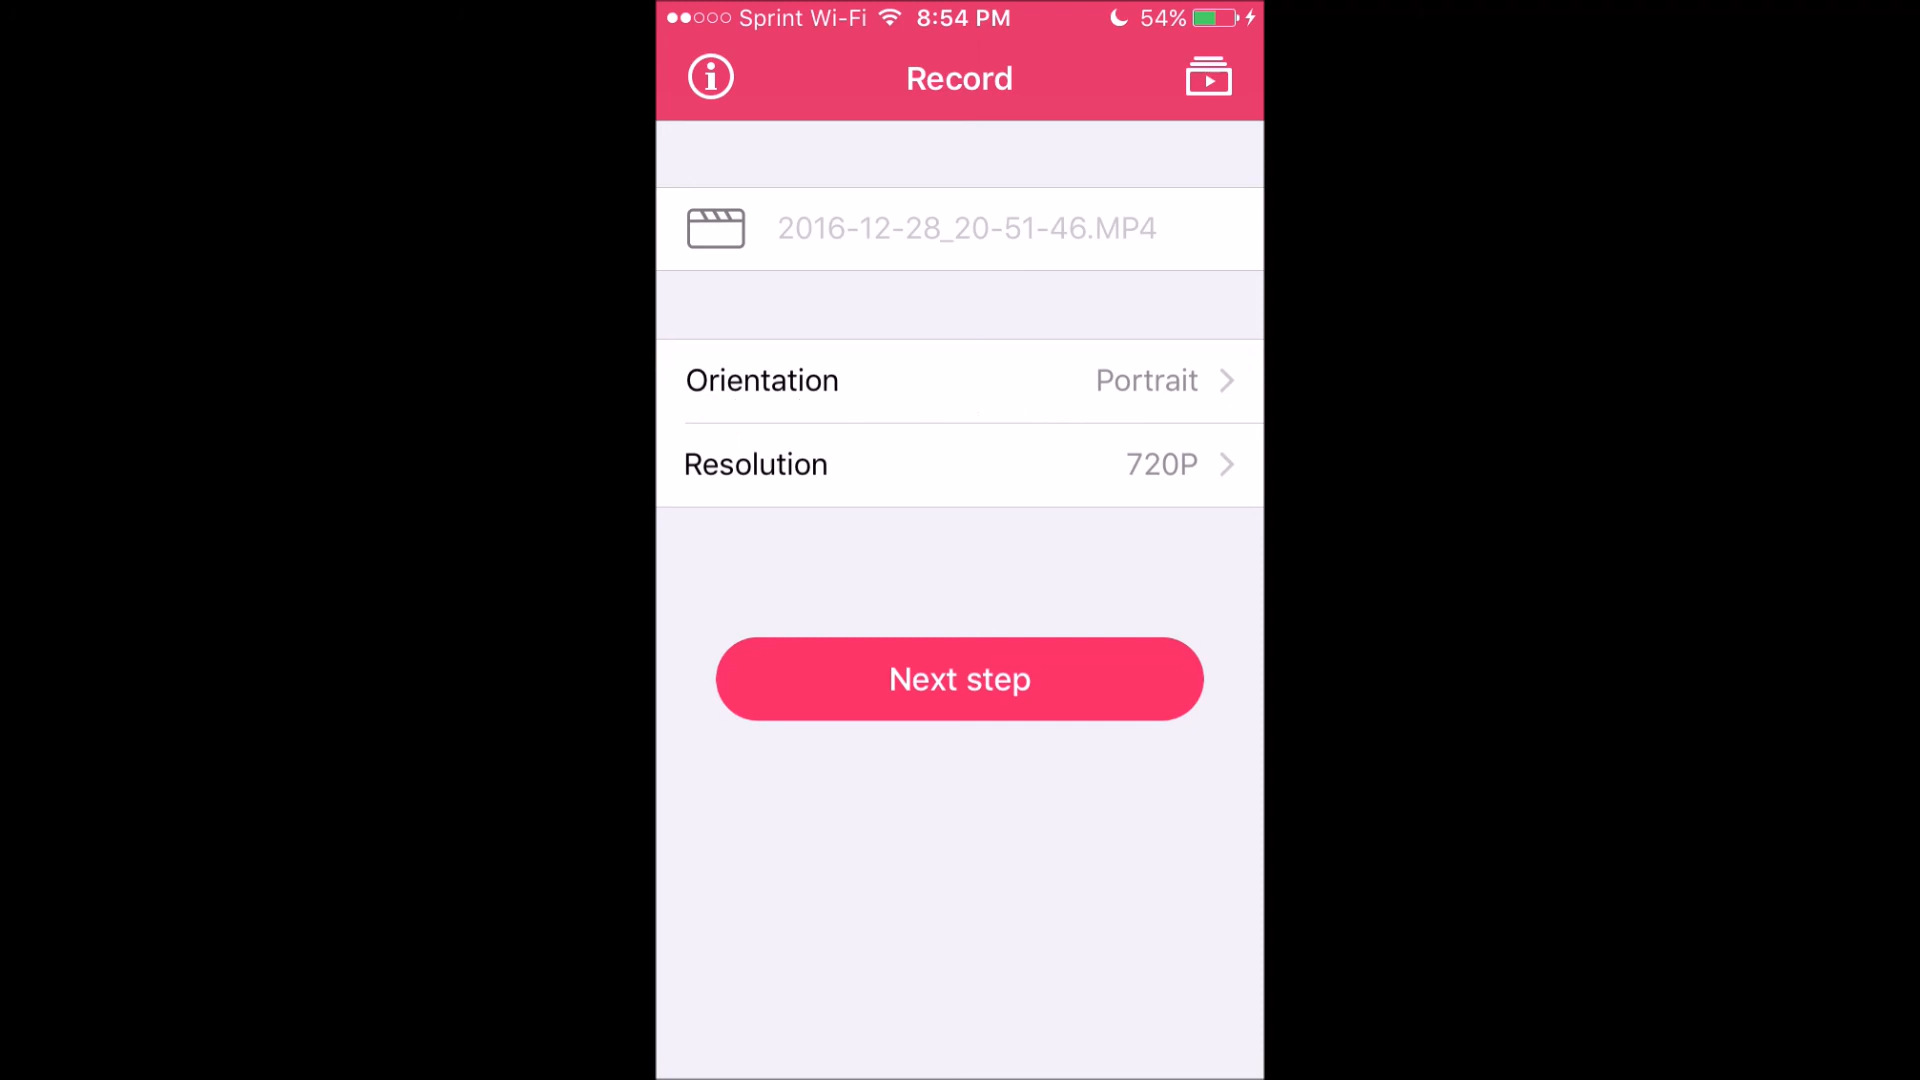 Sprint Wi-Fi 8:54 PM 54%
Record
2016-12-28_20-51-46.MP4
Orientation Portrait
Resolution 720P
Next step